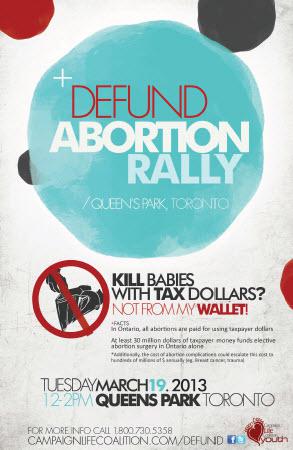 +
DEFUND
ABORTION
RALLY
/ QUEEN'S PARK, TORONTO
KILL BABIES
WITH TAX DOLLARS?
NOT FROM MY WALLET!
+FACTS
In Ontario, all abortions are paid for using taxpayer dollars
At least 30 million dollars of taxpayer money funds elective
abortion surgery in Ontario alone
*Additionally, the cost of abortion complications could escalate this cost to
hundreds of millions of $ annually (eg. Breast cancer, trauma)
TUESDAY MARCH 19, 2013
12-2PM QUEENS PARK TORONTO
FOR MORE INFO CALL 1.800.730.5358
CAMPAIGNLIFECOALITION.COM/DEFUND
Campaign
Life
Youth